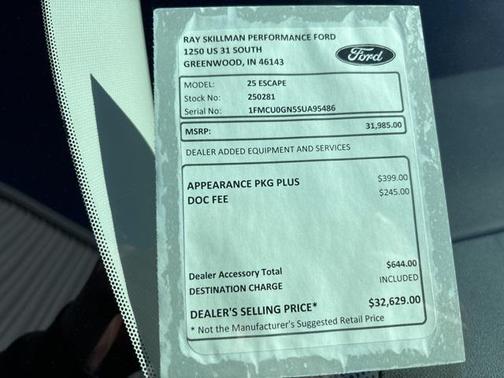 RAY SKILLMAN PERFORMANCE FORD
1250 US 31 SOUTH
GREENWOOD, IN 46143
Ford
MODEL: 25 ESCAPE
Stock No: 250281
Serial No: 1FMCU0GN5SUA95486
MSRP: 31,985.00
DEALER ADDED EQUIPMENT AND SERVICES
APPEARANCE PKG PLUS $399.00
DOC FEE $245.00
Dealer Accessory Total $644.00
DESTINATION CHARGE INCLUDED
DEALER'S SELLING PRICE* $32,629.00
* Not the Manufacturer's Suggested Retail Price